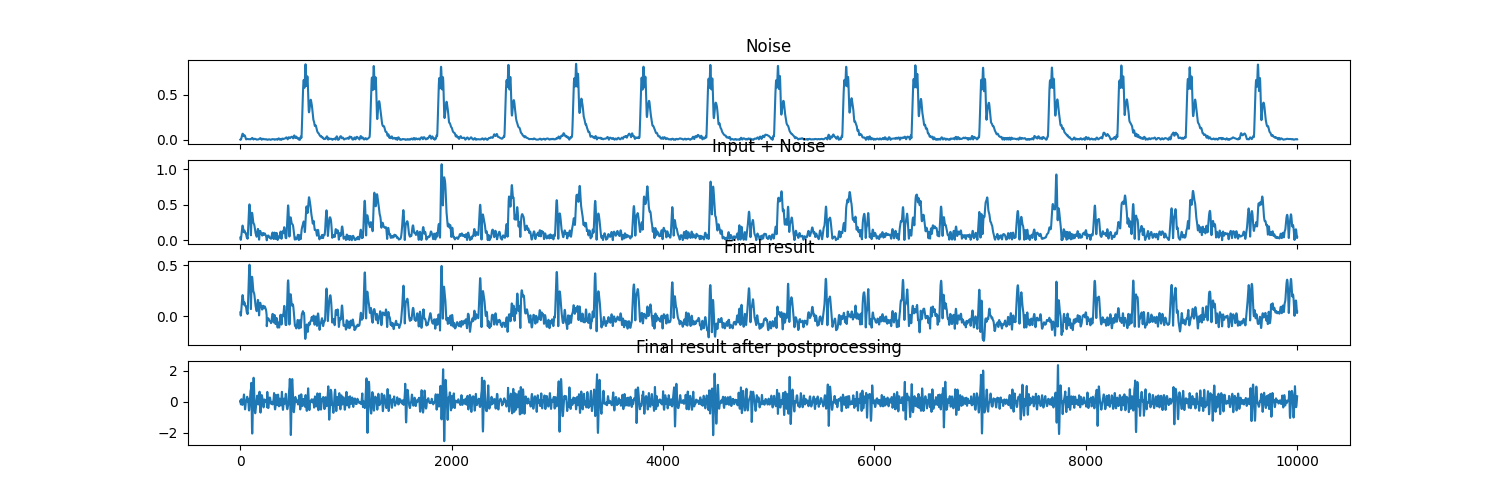 Noise
0.5
0.0
Input + Noise
1.0
0.5
0.0
Final result
0.5
0.0
Final result after postprocessing
2
0
−2
0 2000 4000 6000 8000 10000